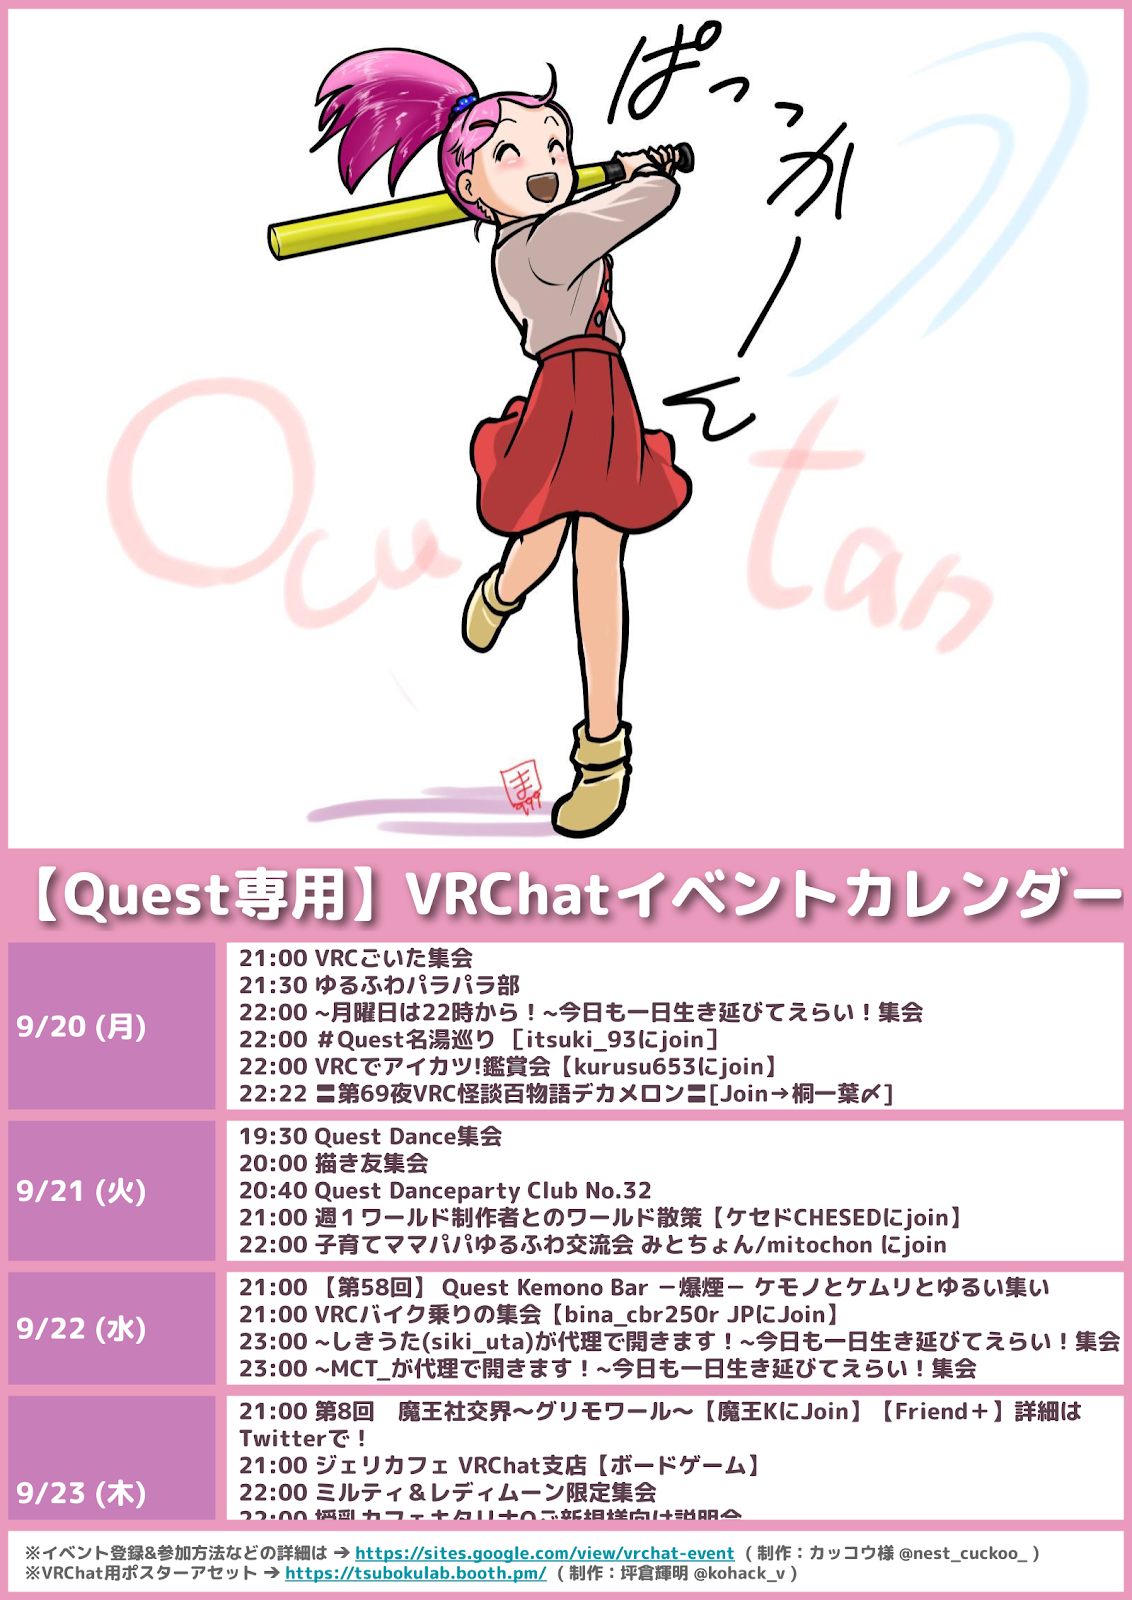 ぱっっかーん
Ocu tan
ま
999
【Quest専用】VRChatイベントカレンダー
9/20 (月)
21:00 VRCごいた集会
21:30 ゆるふわパラパラ部
22:00 ~月曜日は22時から！~今日も一日生き延びてえらい！集会
22:00 ＃Quest名湯巡り ［itsuki_93にjoin］
22:00 VRCでアイカツ!鑑賞会【kurusu653にjoin】
22:22 〓第69夜VRC怪談百物語デカメロン〓[Join→桐一葉〆]
9/21 (火)
19:30 Quest Dance集会
20:00 描き友集会
20:40 Quest Danceparty Club No.32
21:00 週１ワールド制作者とのワールド散策【ケセドCHESEDにjoin】
22:00 子育てママパパゆるふわ交流会 みとちょん/mitochon にjoin
9/22 (水)
21:00 【第58回】 Quest Kemono Bar －爆煙－ ケモノとケムリとゆるい集い
21:00 VRCバイク乗りの集会【bina_cbr250r JPにJoin】
23:00 ~しきうた(siki_uta)が代理で開きます！~今日も一日生き延びてえらい！集会
23:00 ~MCT_が代理で開きます！~今日も一日生き延びてえらい！集会
9/23 (木)
21:00 第8回　魔王社交界～グリモワール～【魔王KにJoin】【Friend＋】詳細は
Twitterで！
21:00 ジェリカフェ VRChat支店【ボードゲーム】
22:00 ミルティ＆レディムーン限定集会
22:00 授乳カフェキタリナ○ご新規様向け説明会
※イベント登録&参加方法などの詳細は ➔ https://sites.google.com/view/vrchat-event （ 制作：カッコウ様 @nest_cuckoo_ ）
※VRChat用ポスターアセット ➔ https://tsubokulab.booth.pm/ （ 制作：坪倉輝明 @kohack_v ）